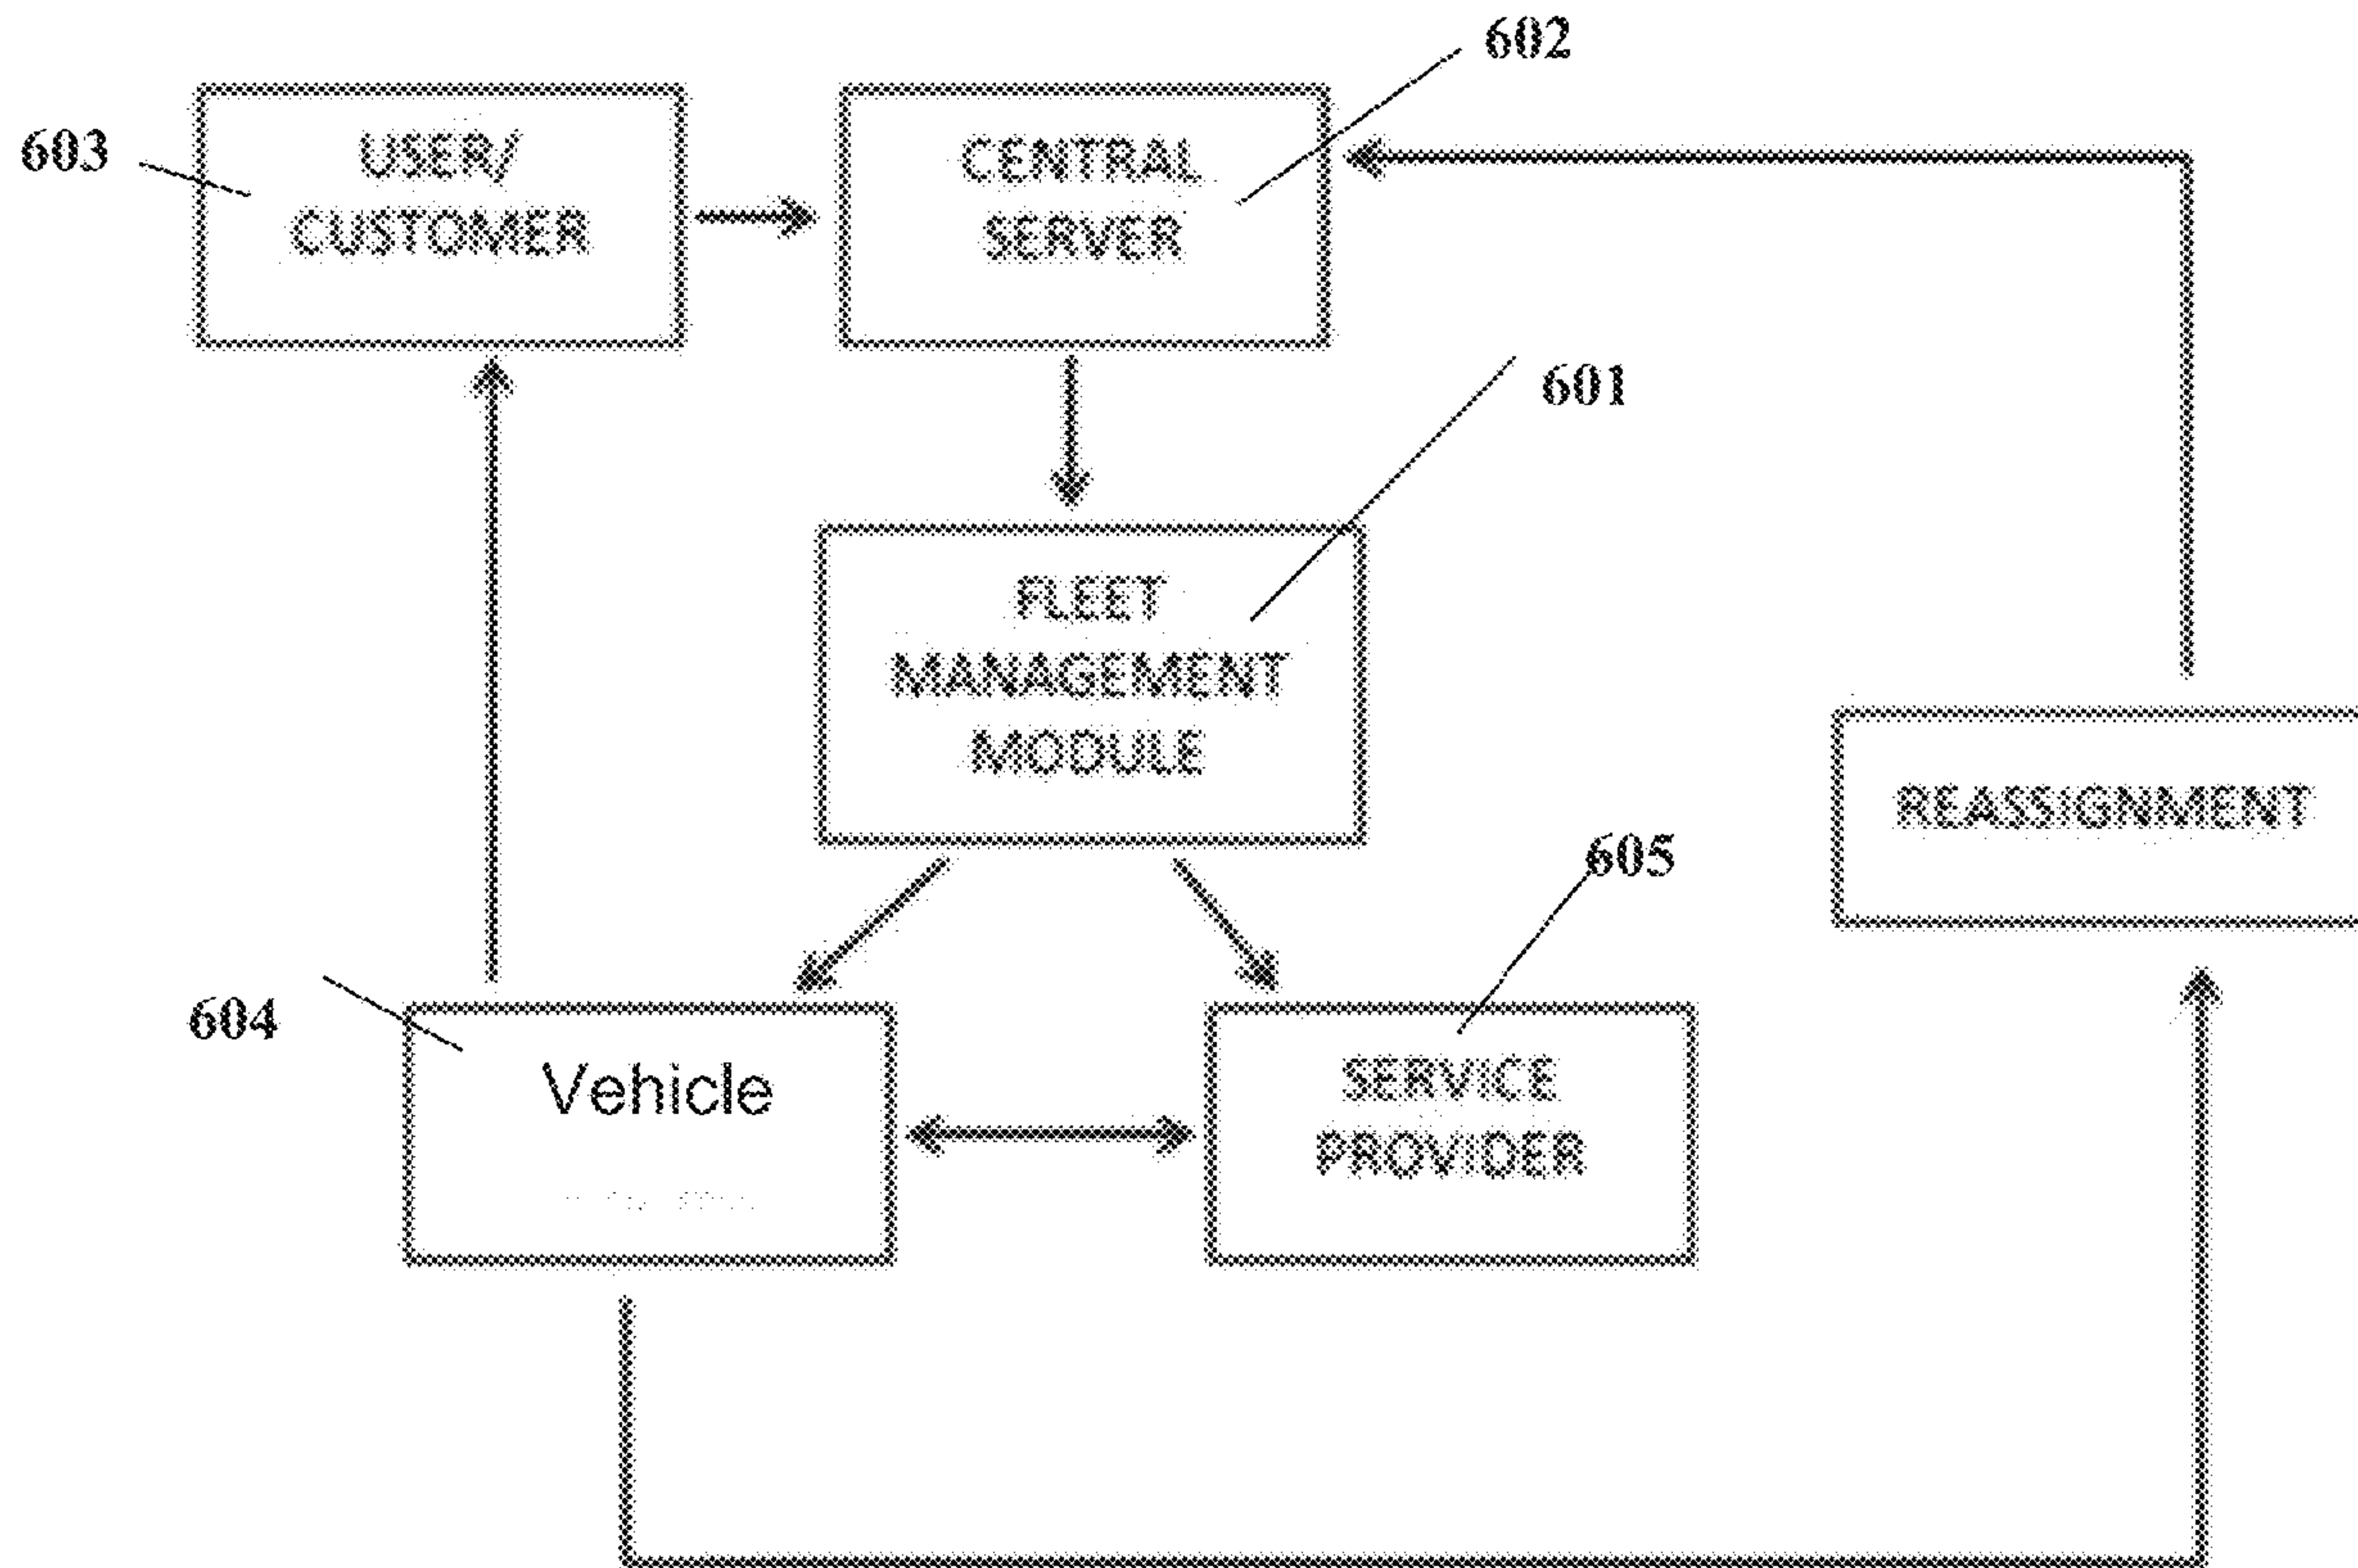 602
603
USER/
CUSTOMER
CENTRAL
SERVER
601
FLEET
MANAGEMENT
MODULE
REASSIGNMENT
605
604
Vehicle
SERVICE
PROVIDER